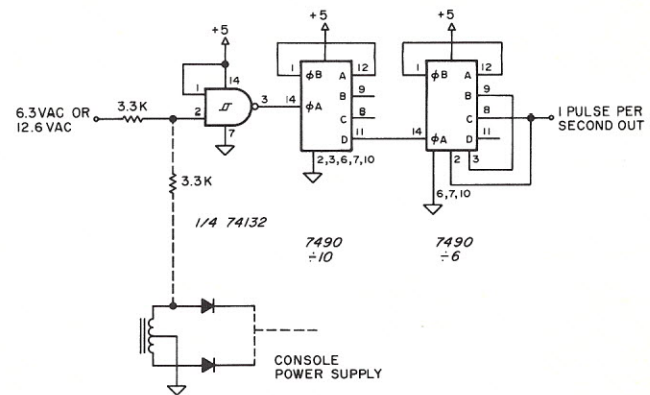 +5
+5
+5
1
14
2
3
7
1/4 74132
6.3VAC OR
12.6 VAC
3.3K
3.3K
1
ϕB
A
12
B
9
C
8
14
ϕA
D
11
2,3,6,7,10
7490
÷10
1
ϕB
A
12
B
9
C
8
14
ϕA
D
11
2
3
6,7,10
7490
÷6
1 PULSE PER
SECOND OUT
CONSOLE
POWER SUPPLY